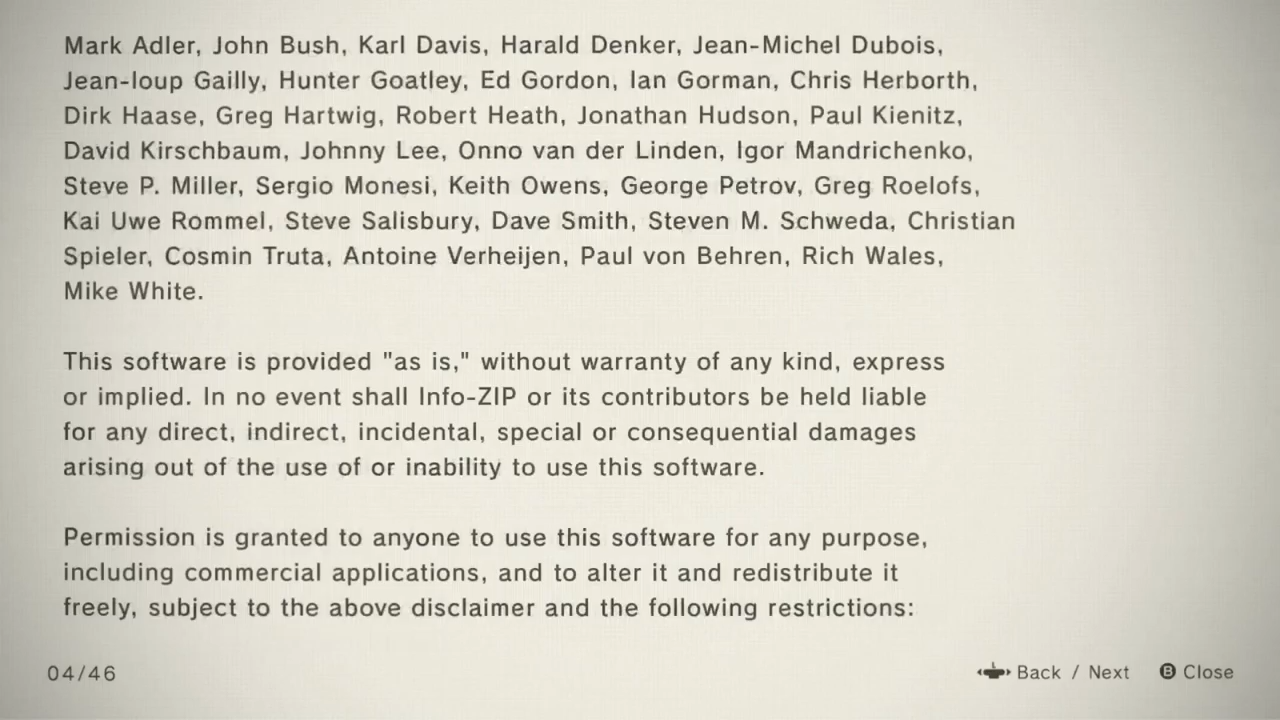 Mark Adler, John Bush, Karl Davis, Harald Denker, Jean-Michel Dubois,
Jean-loup Gailly, Hunter Goatley, Ed Gordon, Ian Gorman, Chris Herborth,
Dirk Haase, Greg Hartwig, Robert Heath, Jonathan Hudson, Paul Kienitz,
David Kirschbaum, Johnny Lee, Onno van der Linden, Igor Mandrichenko,
Steve P. Miller, Sergio Monesi, Keith Owens, George Petrov, Greg Roelofs,
Kai Uwe Rommel, Steve Salisbury, Dave Smith, Steven M. Schweda, Christian
Spieler, Cosmin Truta, Antoine Verheijen, Paul von Behren, Rich Wales,
Mike White.
This software is provided "as is," without warranty of any kind, express
or implied. In no event shall Info-ZIP or its contributors be held liable
for any direct, indirect, incidental, special or consequential damages
arising out of the use of or inability to use this software.
Permission is granted to anyone to use this software for any purpose,
including commercial applications, and to alter it and redistribute it
freely, subject to the above disclaimer and the following restrictions:
04/46
Back / Next
B Close